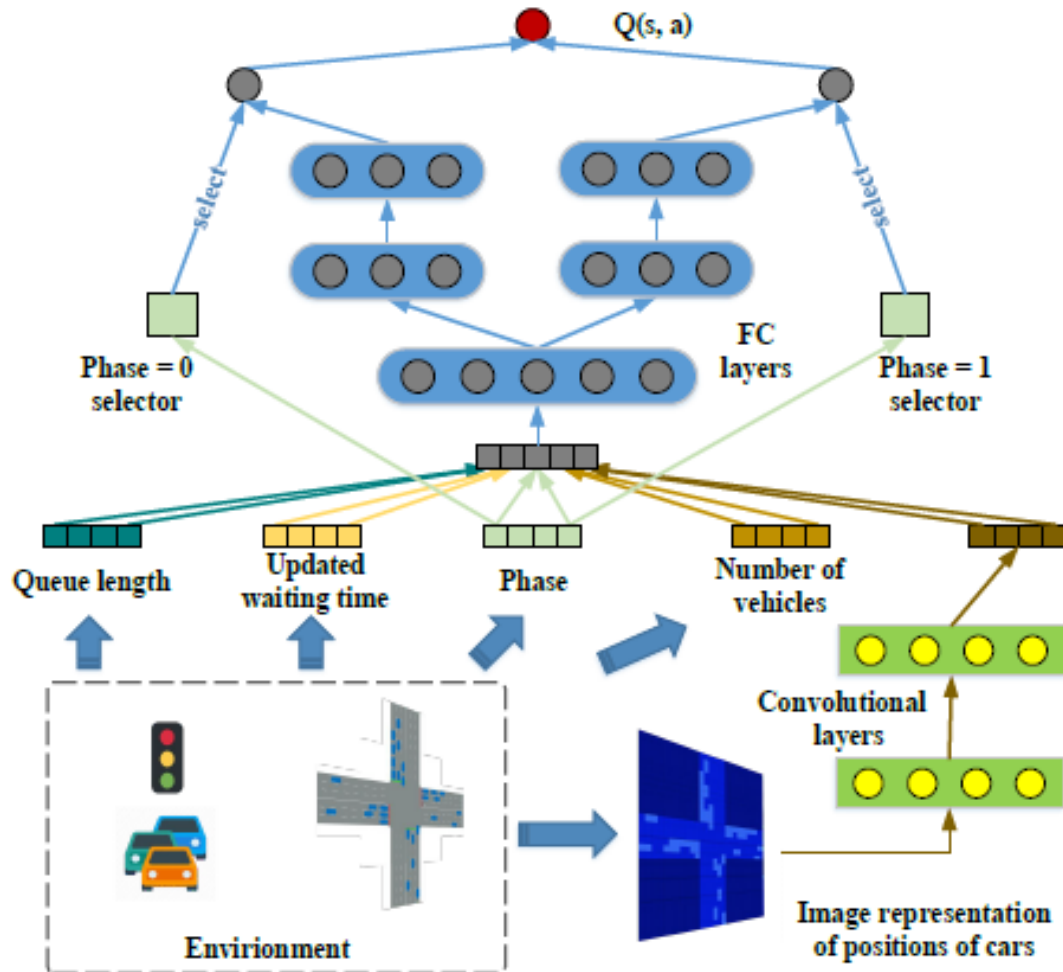 Q(s, a)
select
select
FC
layers
Phase = 0
selector
Phase = 1
selector
Queue length
Updated
waiting time
Phase
Number of
vehicles
Convolutional
layers
Envirionment
Image representation
of positions of cars